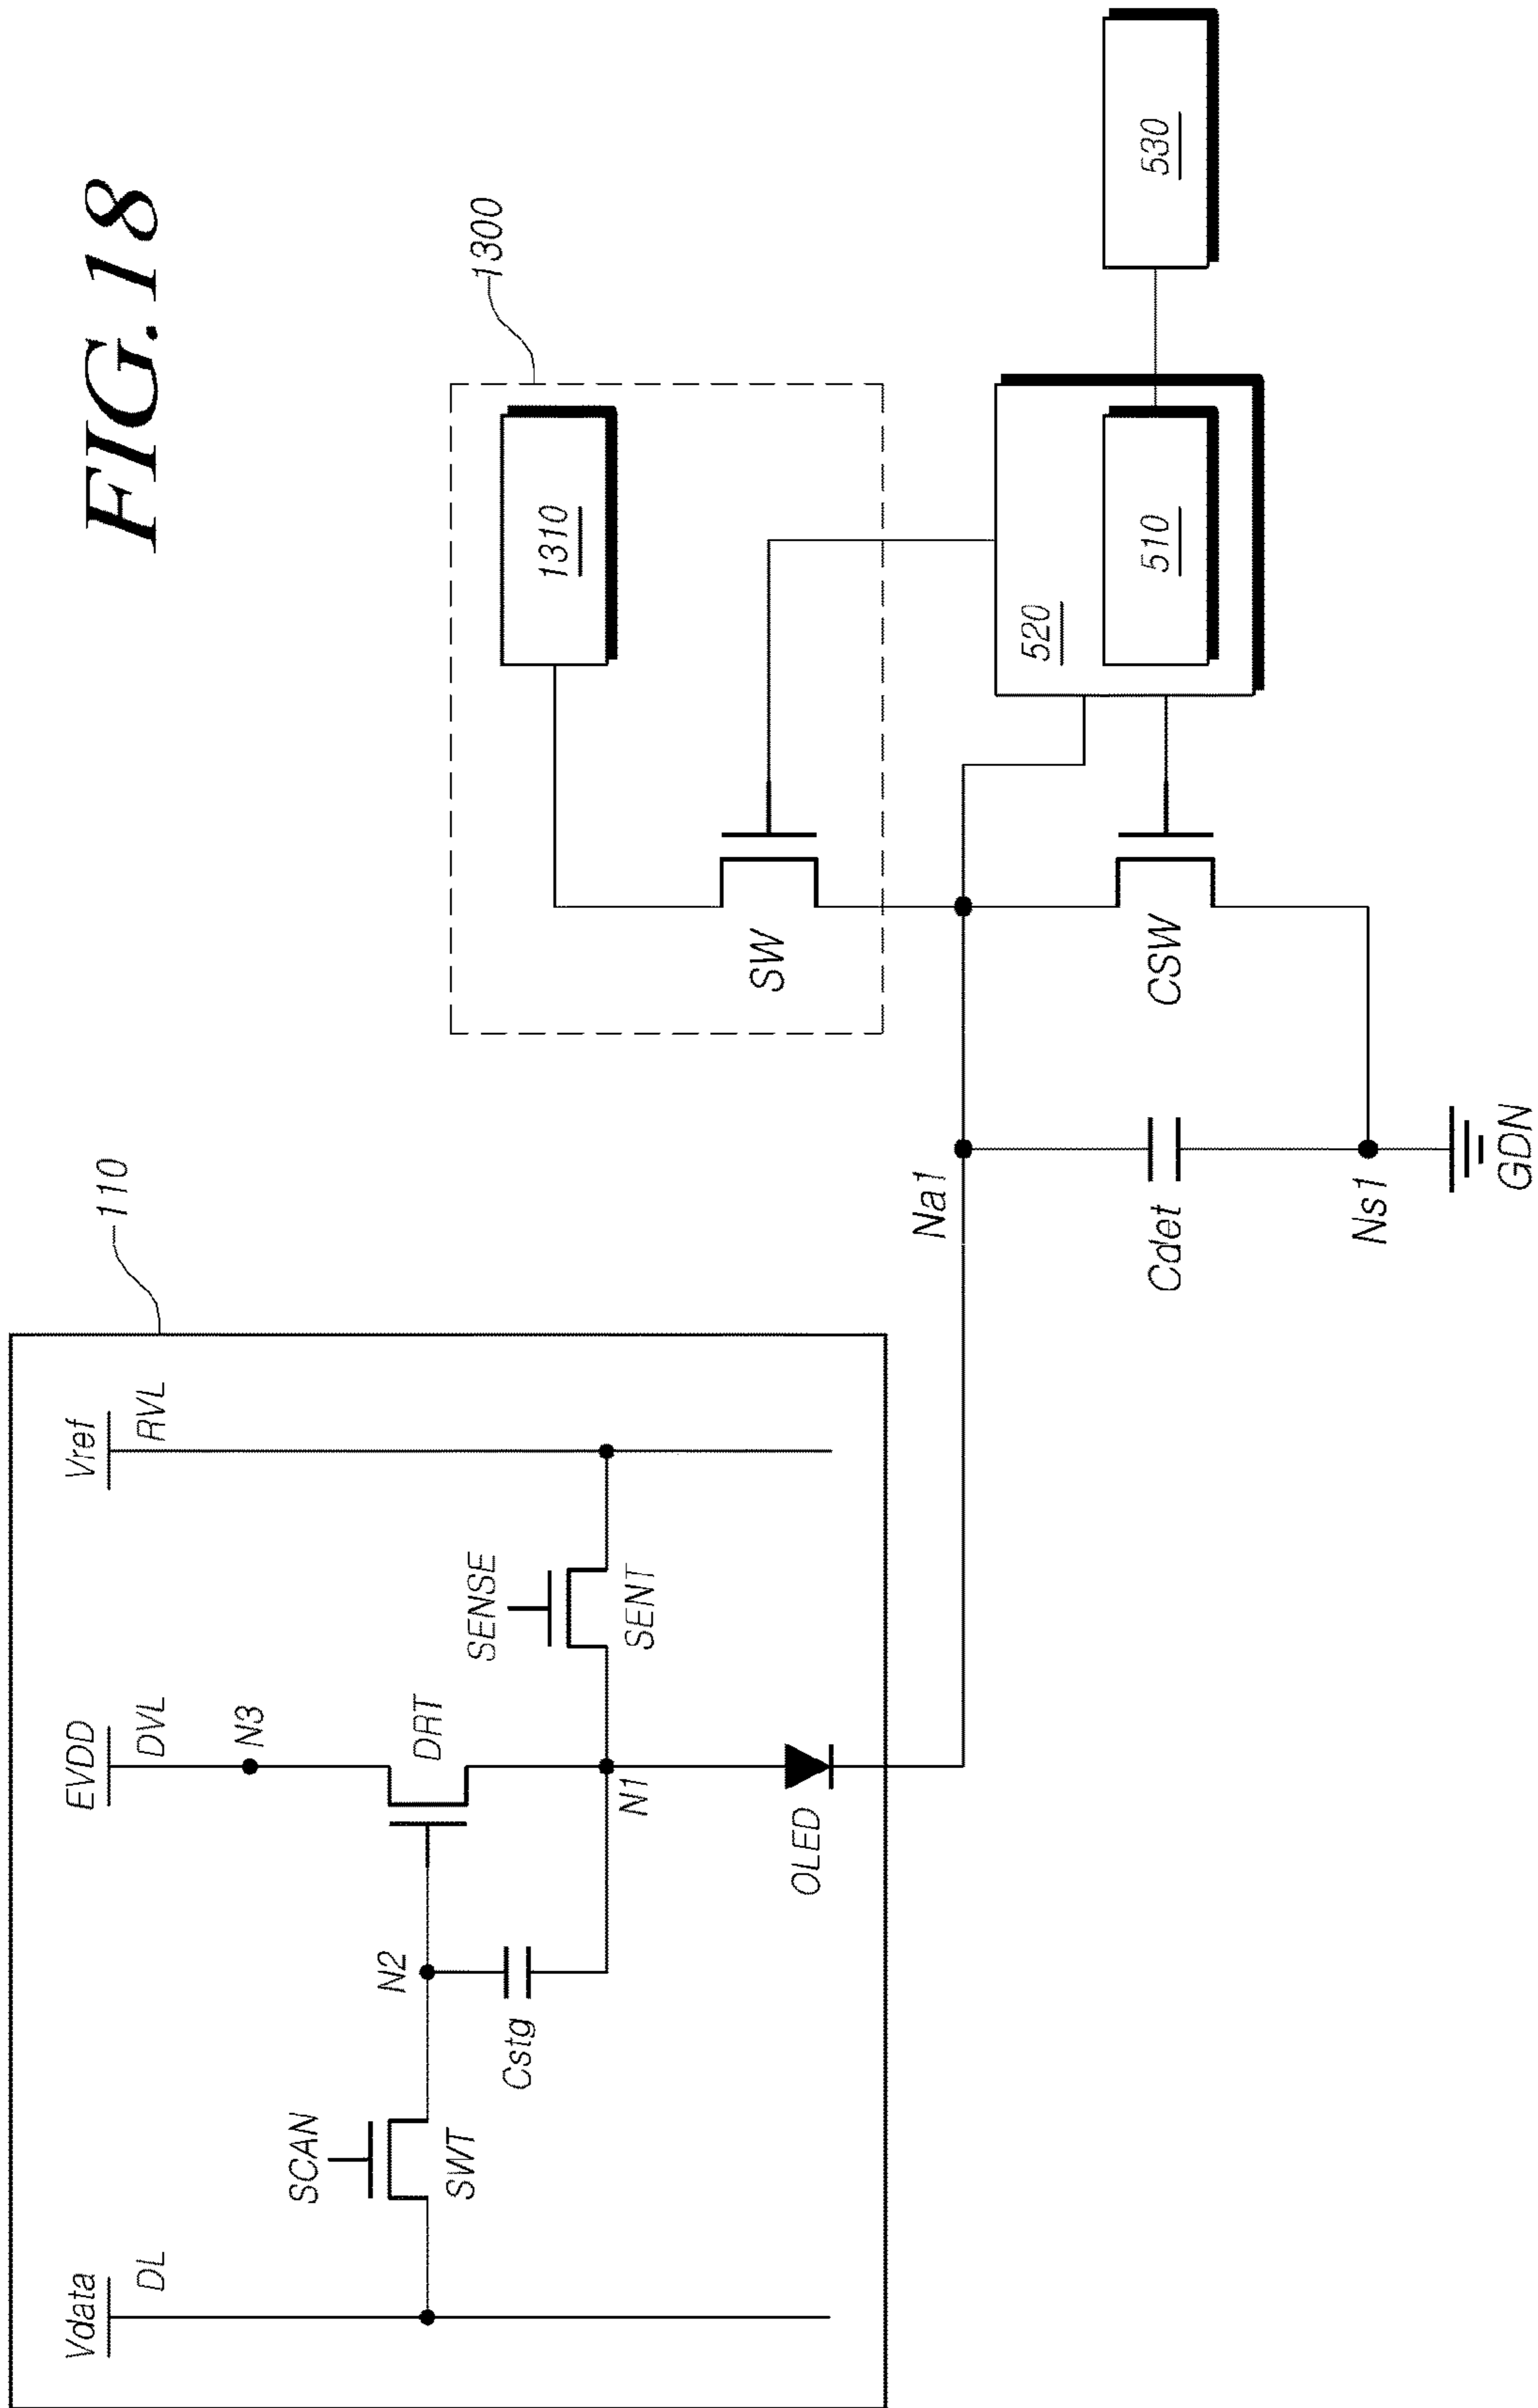 FIG. 18
110
Vdata
DL
EVDD
DVL
Vref
RVL
N3
SCAN
SWT
N2
DRT
SENSE
SENT
Cstg
N1
OLED
1300
1310
SW
Na1
520
510
530
CSW
Cdet
Ns1
GDN